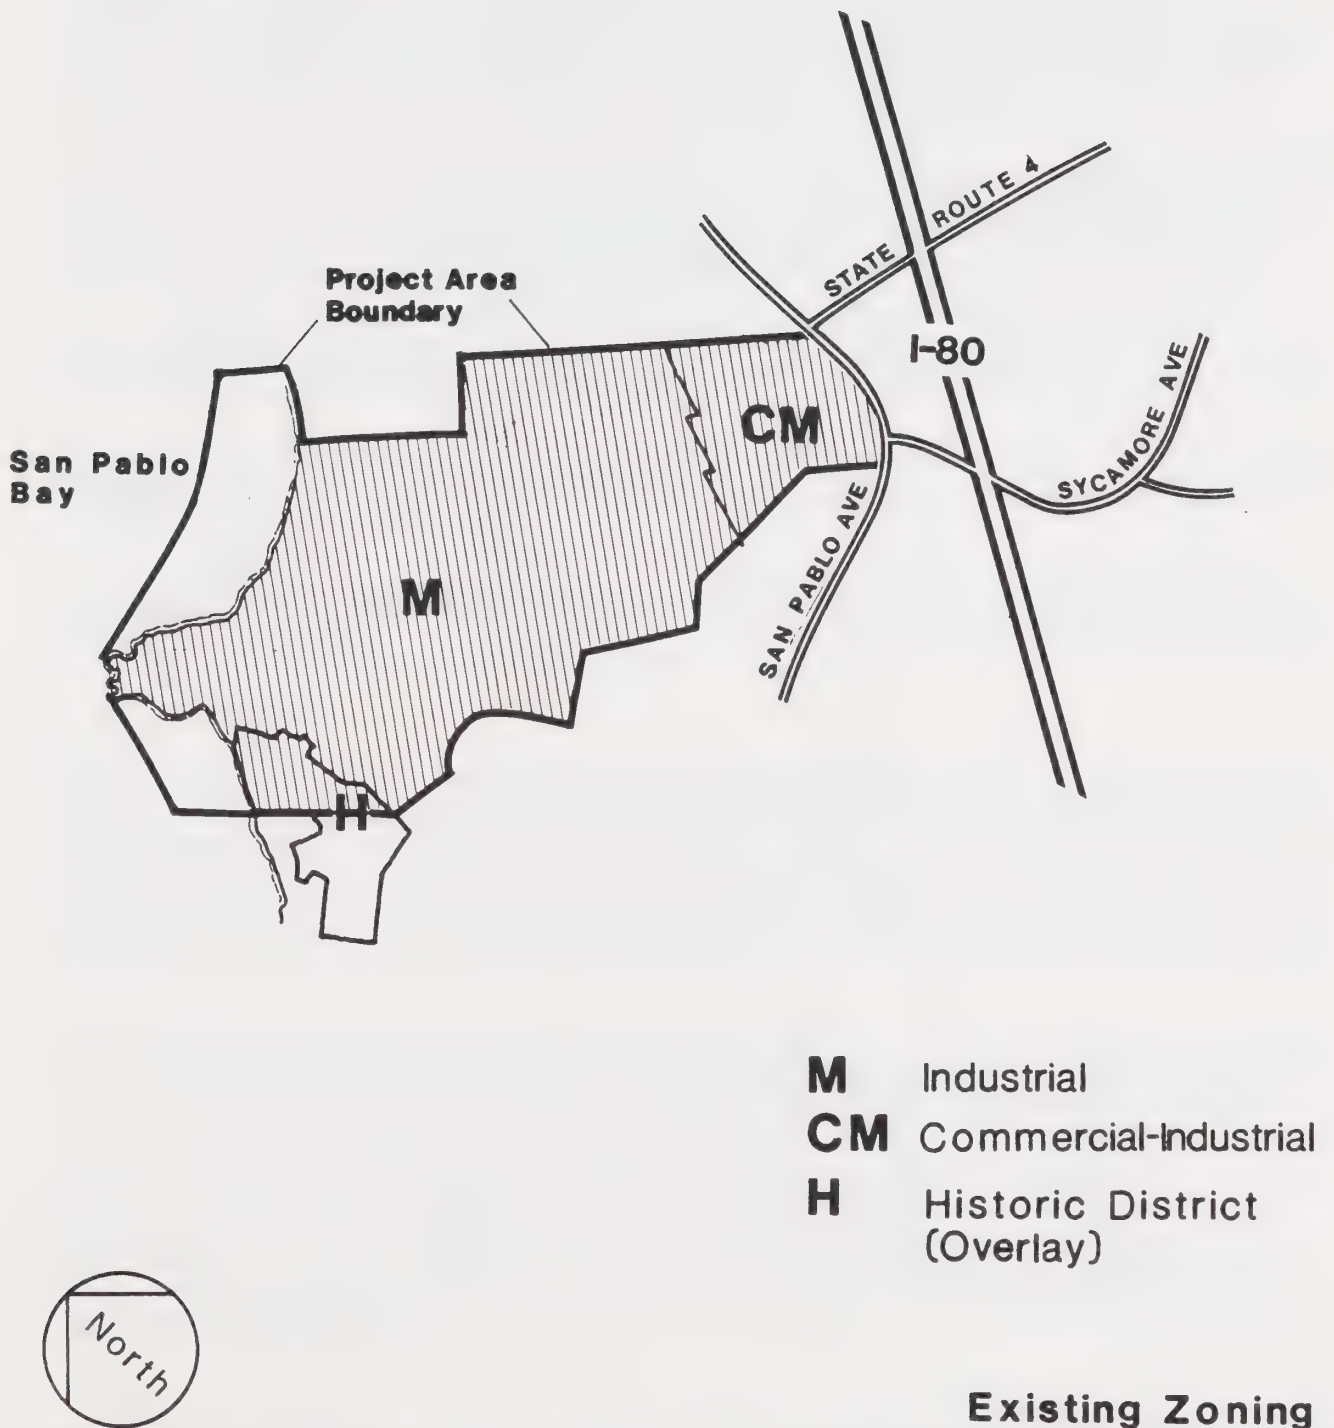 STATE ROUTE 4
Project Area
Boundary
I-80
SYCAMORE AVE
CM
San Pablo
Bay
SAN PABLO AVE
M
H
M Industrial
CM Commercial-Industrial
H Historic District
(Overlay)
North
Existing Zoning